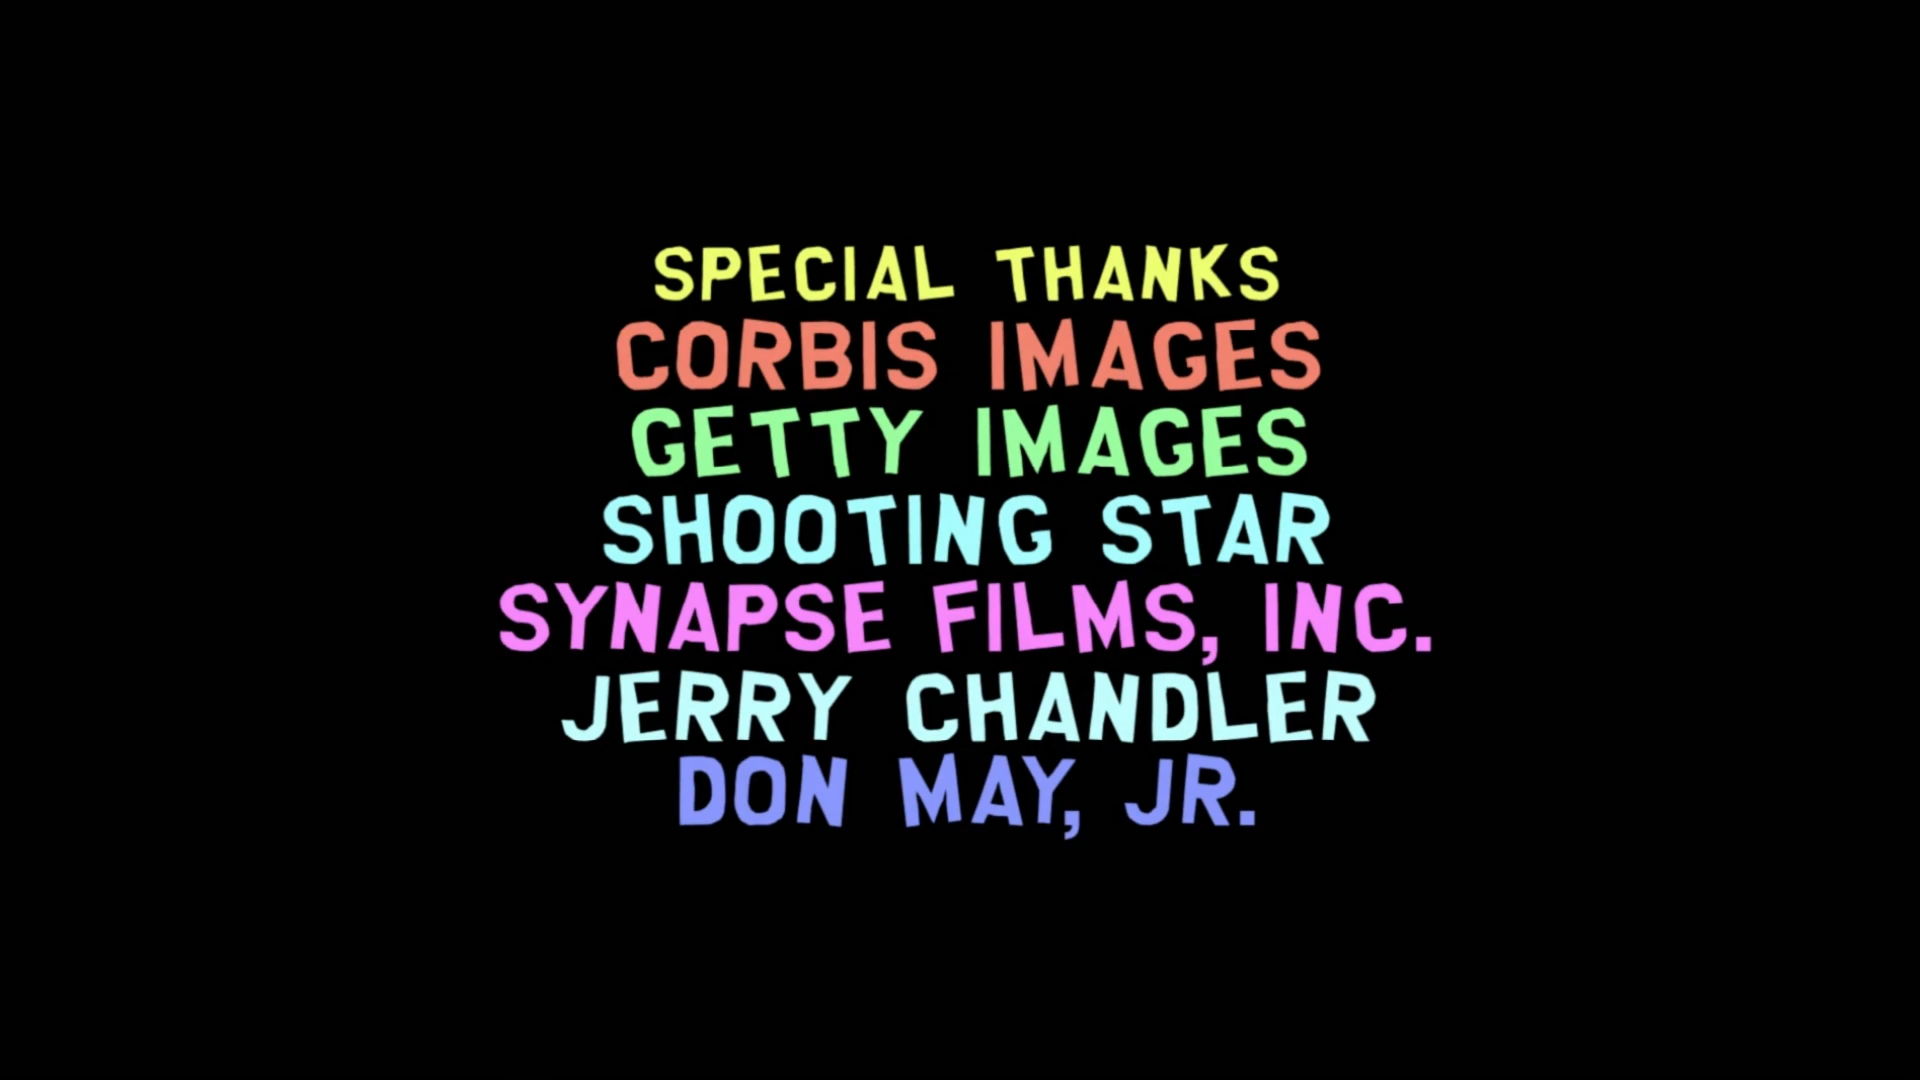 SPECIAL THANKS
CORBIS IMAGES
GETTY IMAGES
SHOOTING STAR
SYNAPSE FILMS, INC.
JERRY CHANDLER
DON MAY, JR.